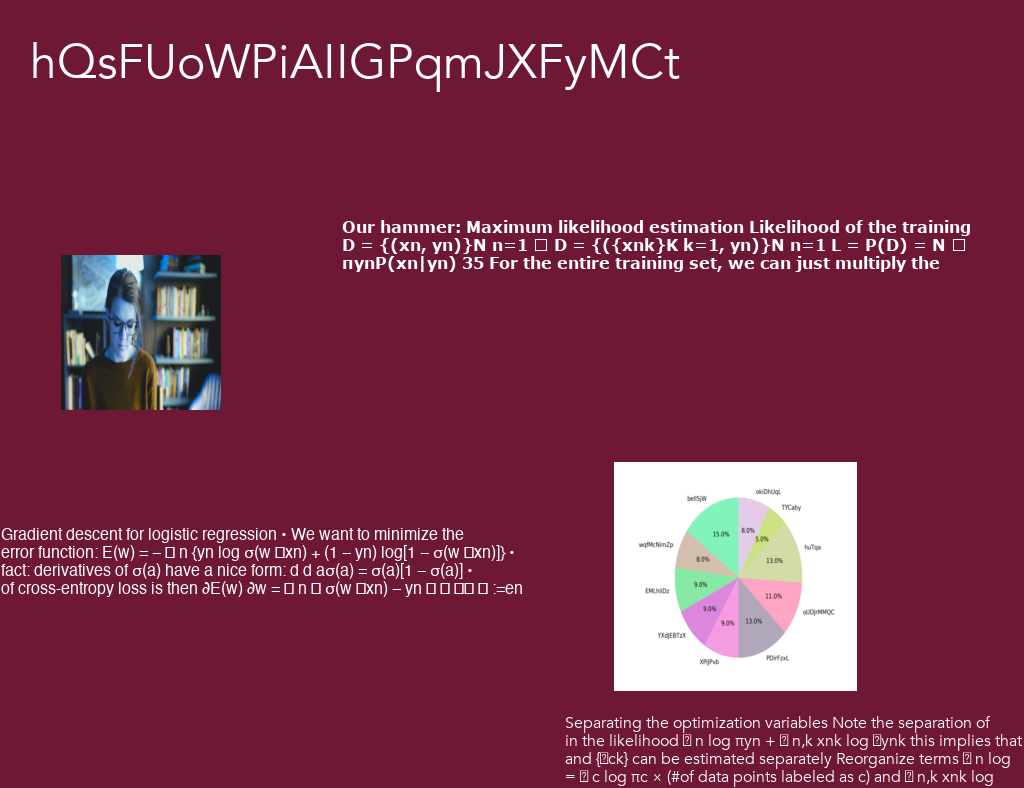 hQsFUoWPiAIIGPqmJXFyMCt
Our hammer: Maximum likelihood estimation Likelihood of the training
D = {(xn, yn)}N n=1 □ D = {({xnk}K k=1, yn)}N n=1 L = P(D) = N □
πynP(xn|yn) 35 For the entire training set, we can just multiply the
Gradient descent for logistic regression • We want to minimize the
error function: E(w) = − □ n {yn log σ(w □xn) + (1 − yn) log[1 − σ(w □xn)]} •
fact: derivatives of σ(a) have a nice form: d d aσ(a) = σ(a)[1 − σ(a)] •
of cross-entropy loss is then ∂E(w) ∂w = □ n □ σ(w □xn) − yn □ □ □□ □ :=en
okiDhUqL
beIISjW
TYCaby
15.0%
8.0%
5.0%
wqfMcNimZp
huTqa
8.0%
13.0%
EMLhIiDz
9.0%
11.0%
oUDJrMMQC
9.0%
9.0%
13.0%
YXdJEBTzX
XPIJPvb
PDirFzxL
Separating the optimization variables Note the separation of
in the likelihood □ n log πyn + □ n,k xnk log □ynk this implies that
and {□ck} can be estimated separately Reorganize terms □ n log
= □ c log πc × (#of data points labeled as c) and □ n,k xnk log